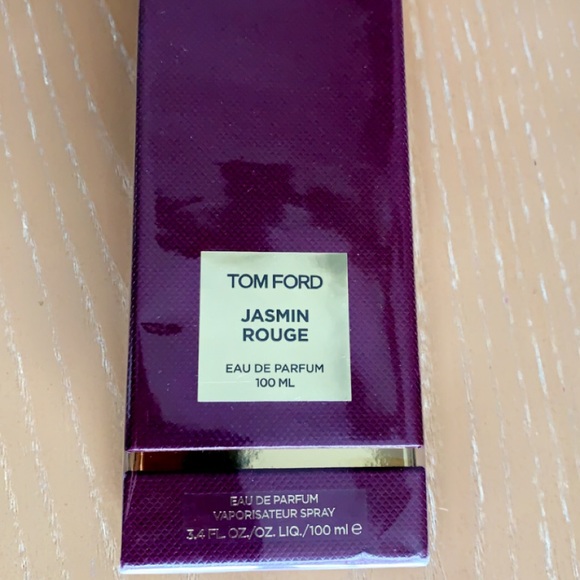 TOM FORD
JASMIN
ROUGE
EAU DE PARFUM
100 ML
EAU DE PARFUM
VAPORISATEUR SPRAY
3.4 FL. OZ./OZ. LIQ./100 ml e